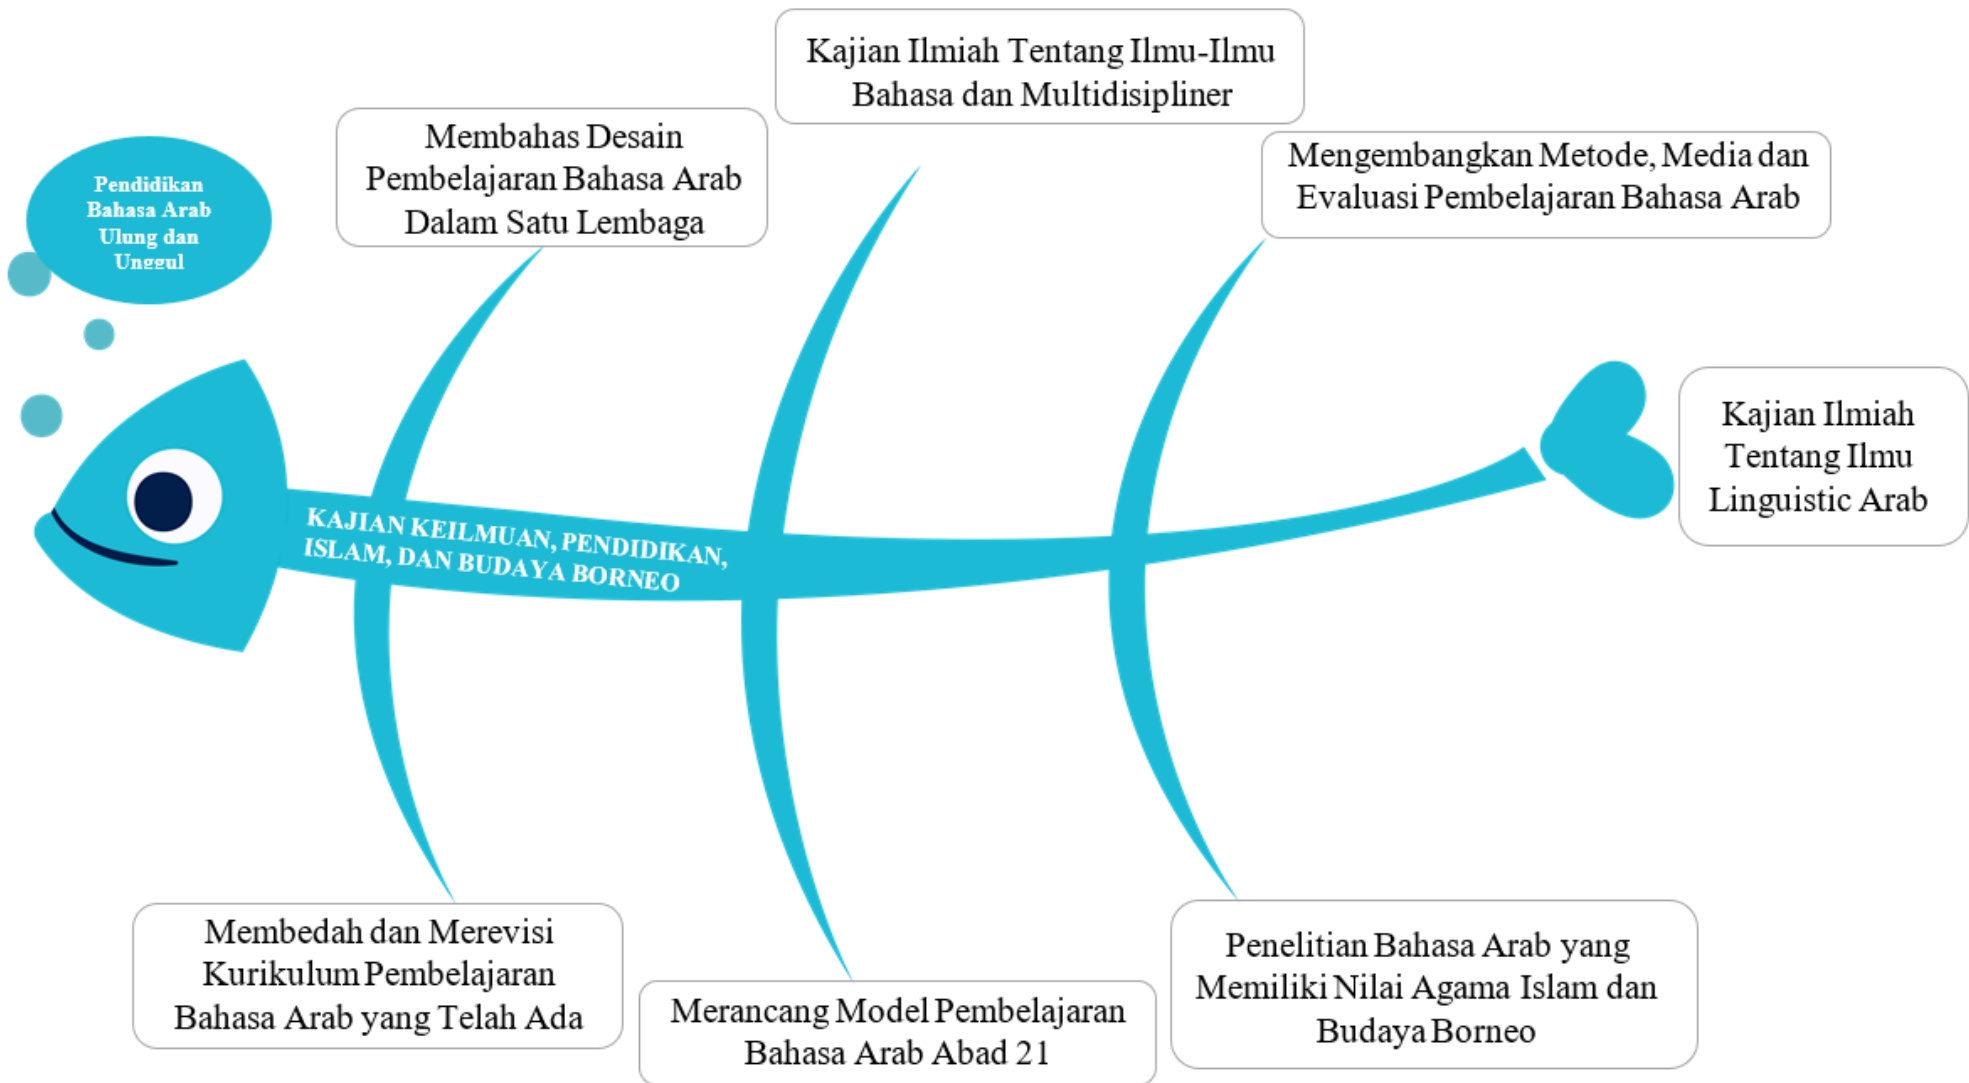 Kajian Ilmiah Tentang Ilmu-Ilmu
Bahasa dan Multidisipliner
Membahas Desain
Pembelajaran Bahasa Arab
Dalam Satu Lembaga
Mengembangkan Metode, Media dan
Evaluasi Pembelajaran Bahasa Arab
Pendidikan
Bahasa Arab
Ulung dan
Unggul
Kajian Ilmiah
Tentang Ilmu
Linguistic Arab
KAJIAN KEILMUAN, PENDIDIKAN,
ISLAM, DAN BUDAYA BORNEO
Membedah dan Merevisi
Kurikulum Pembelajaran
Bahasa Arab yang Telah Ada
Merancang Model Pembelajaran
Bahasa Arab Abad 21
Penelitian Bahasa Arab yang
Memiliki Nilai Agama Islam dan
Budaya Borneo